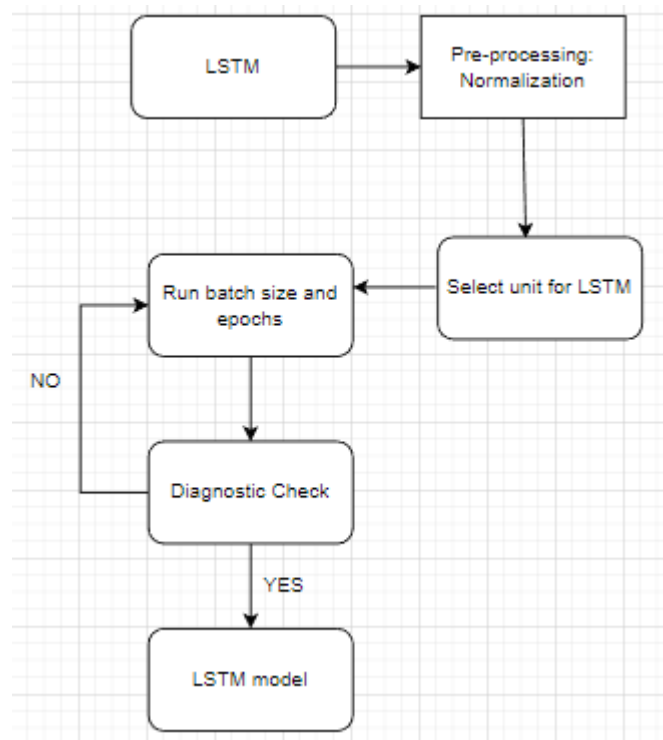 LSTM
Pre-processing:
Normalization
Select unit for LSTM
Run batch size and
epochs
NO
Diagnostic Check
YES
LSTM model